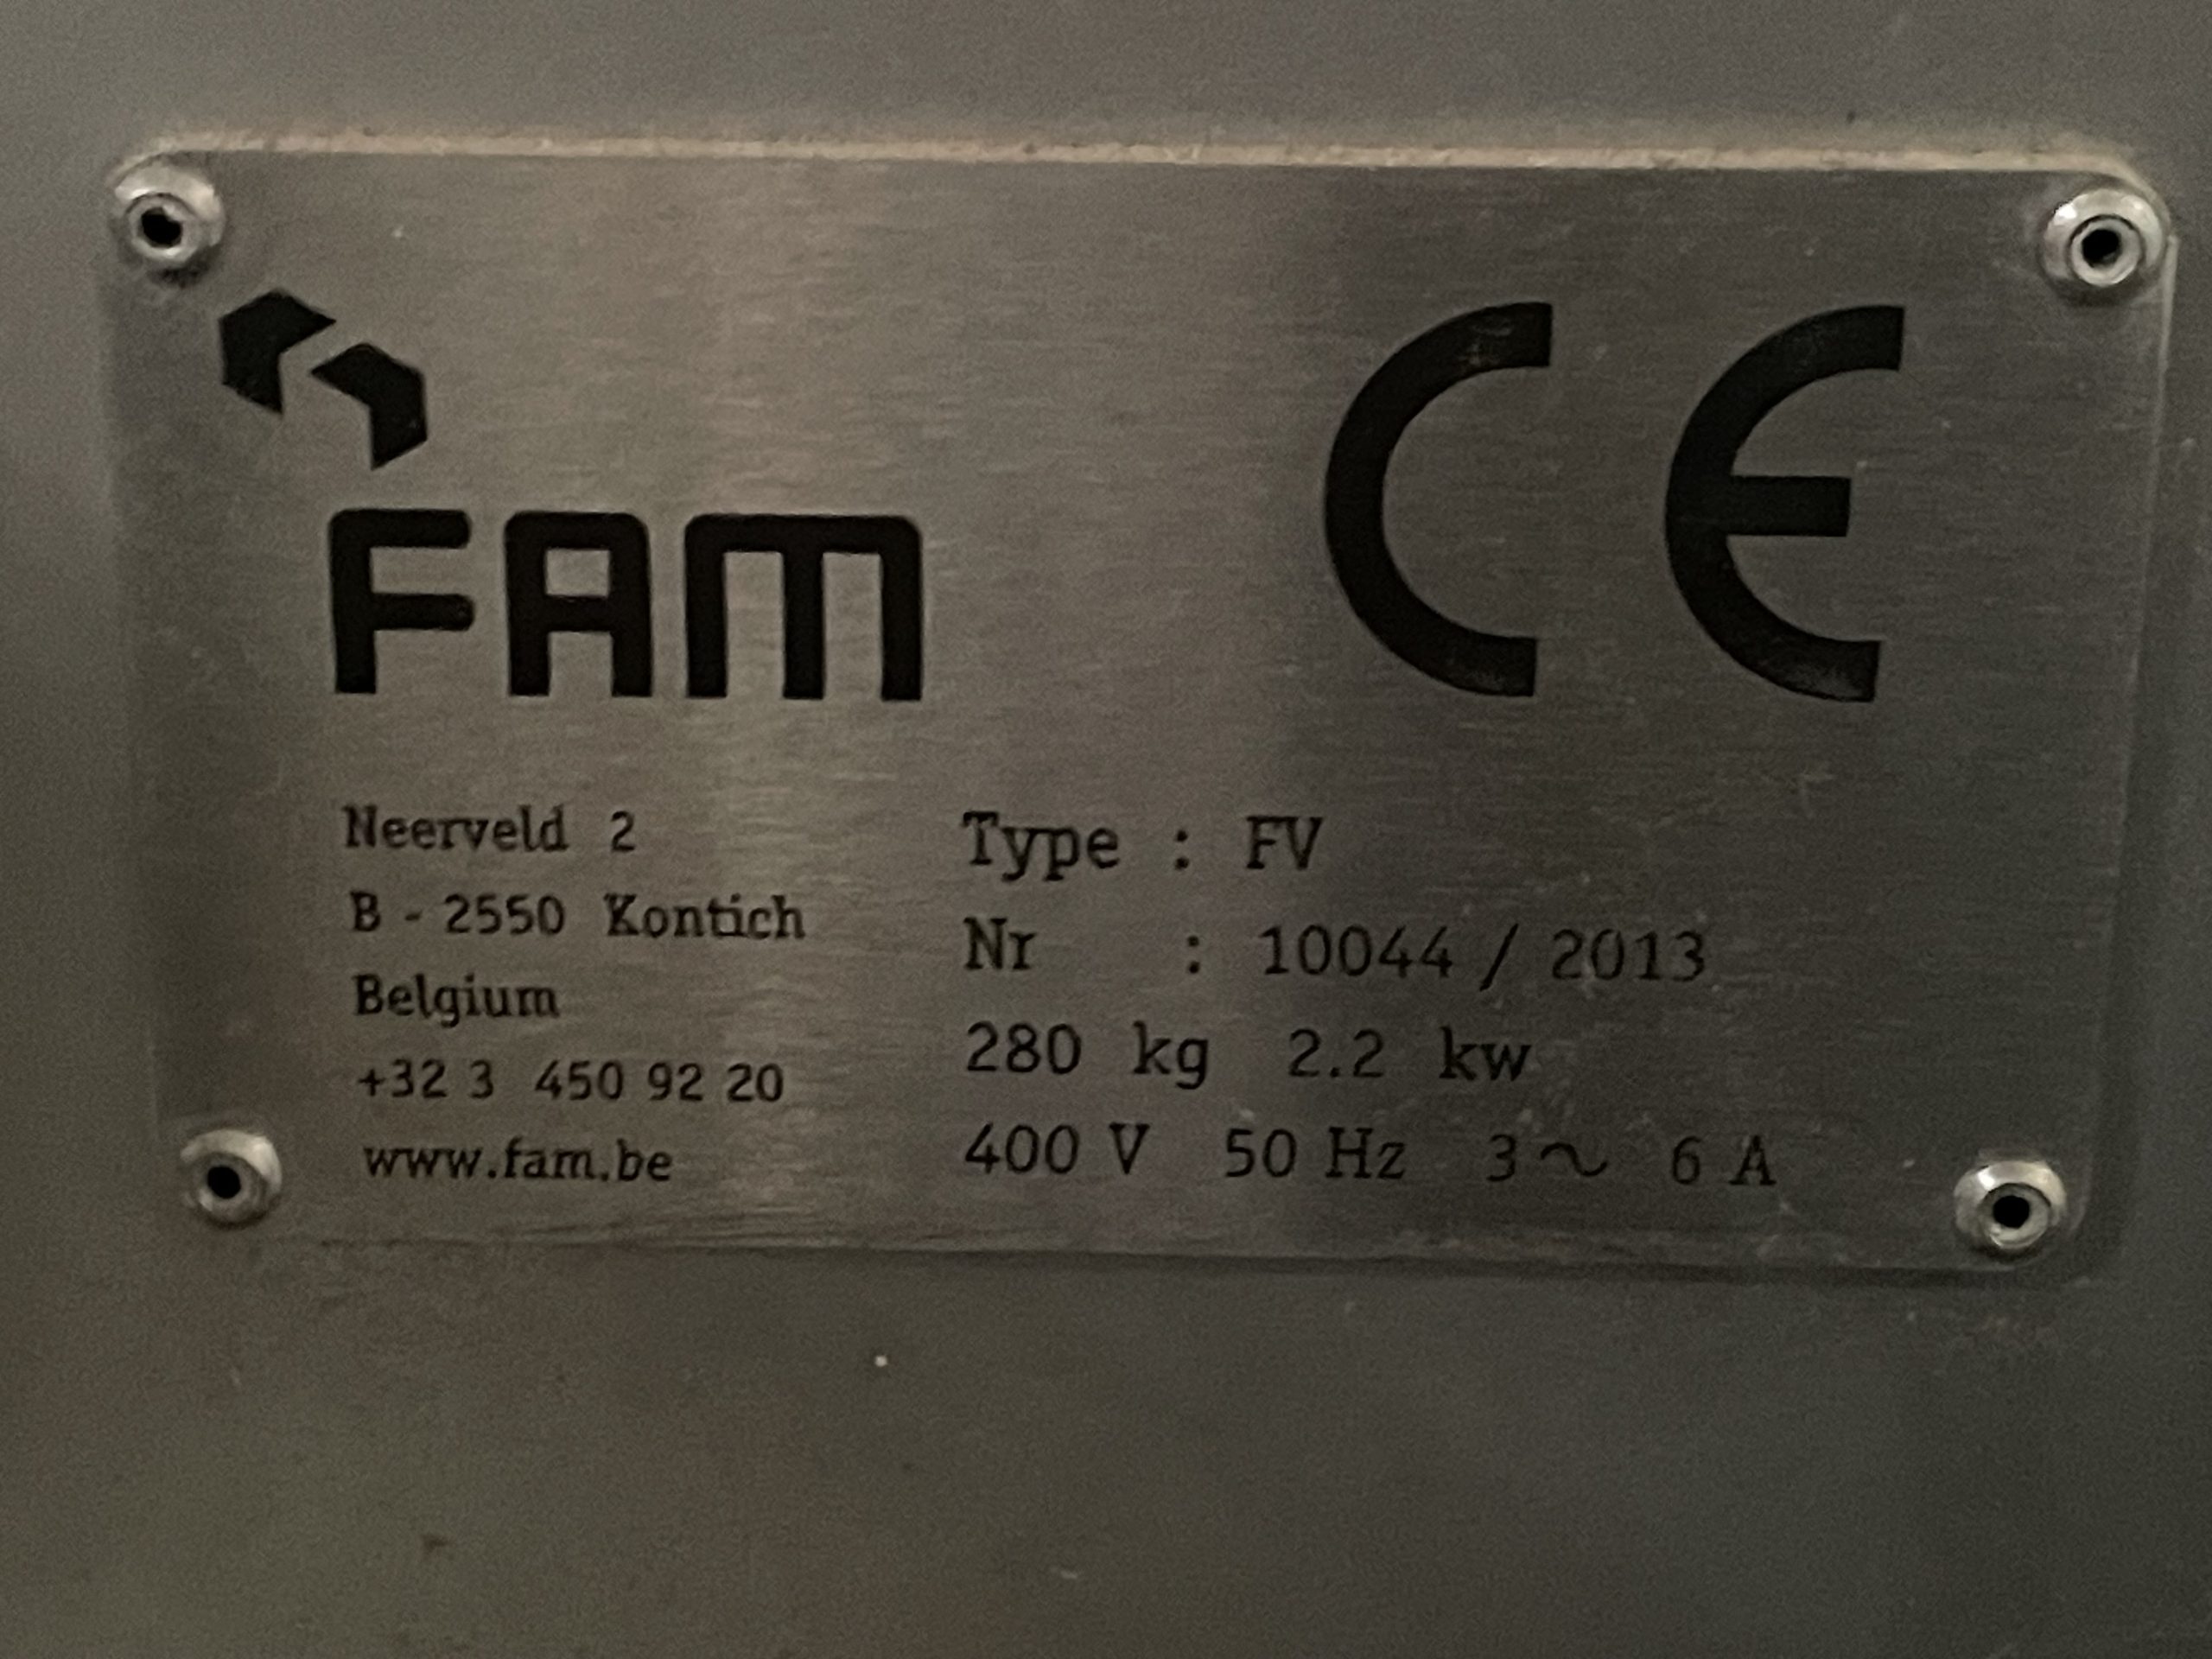 FAM
CE
Neerveld 2
B - 2550 Kontich
Belgium
+32 3 450 92 20
www.fam.be
Type : FV
Nr : 10044 / 2013
280 kg 2.2 kw
400 V 50 Hz 3~ 6 A